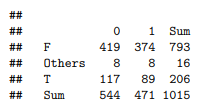 ##
## 0 1 Sum
## F 419 374 793
## Others 8 8 16
## T 117 89 206
## Sum 544 471 1015